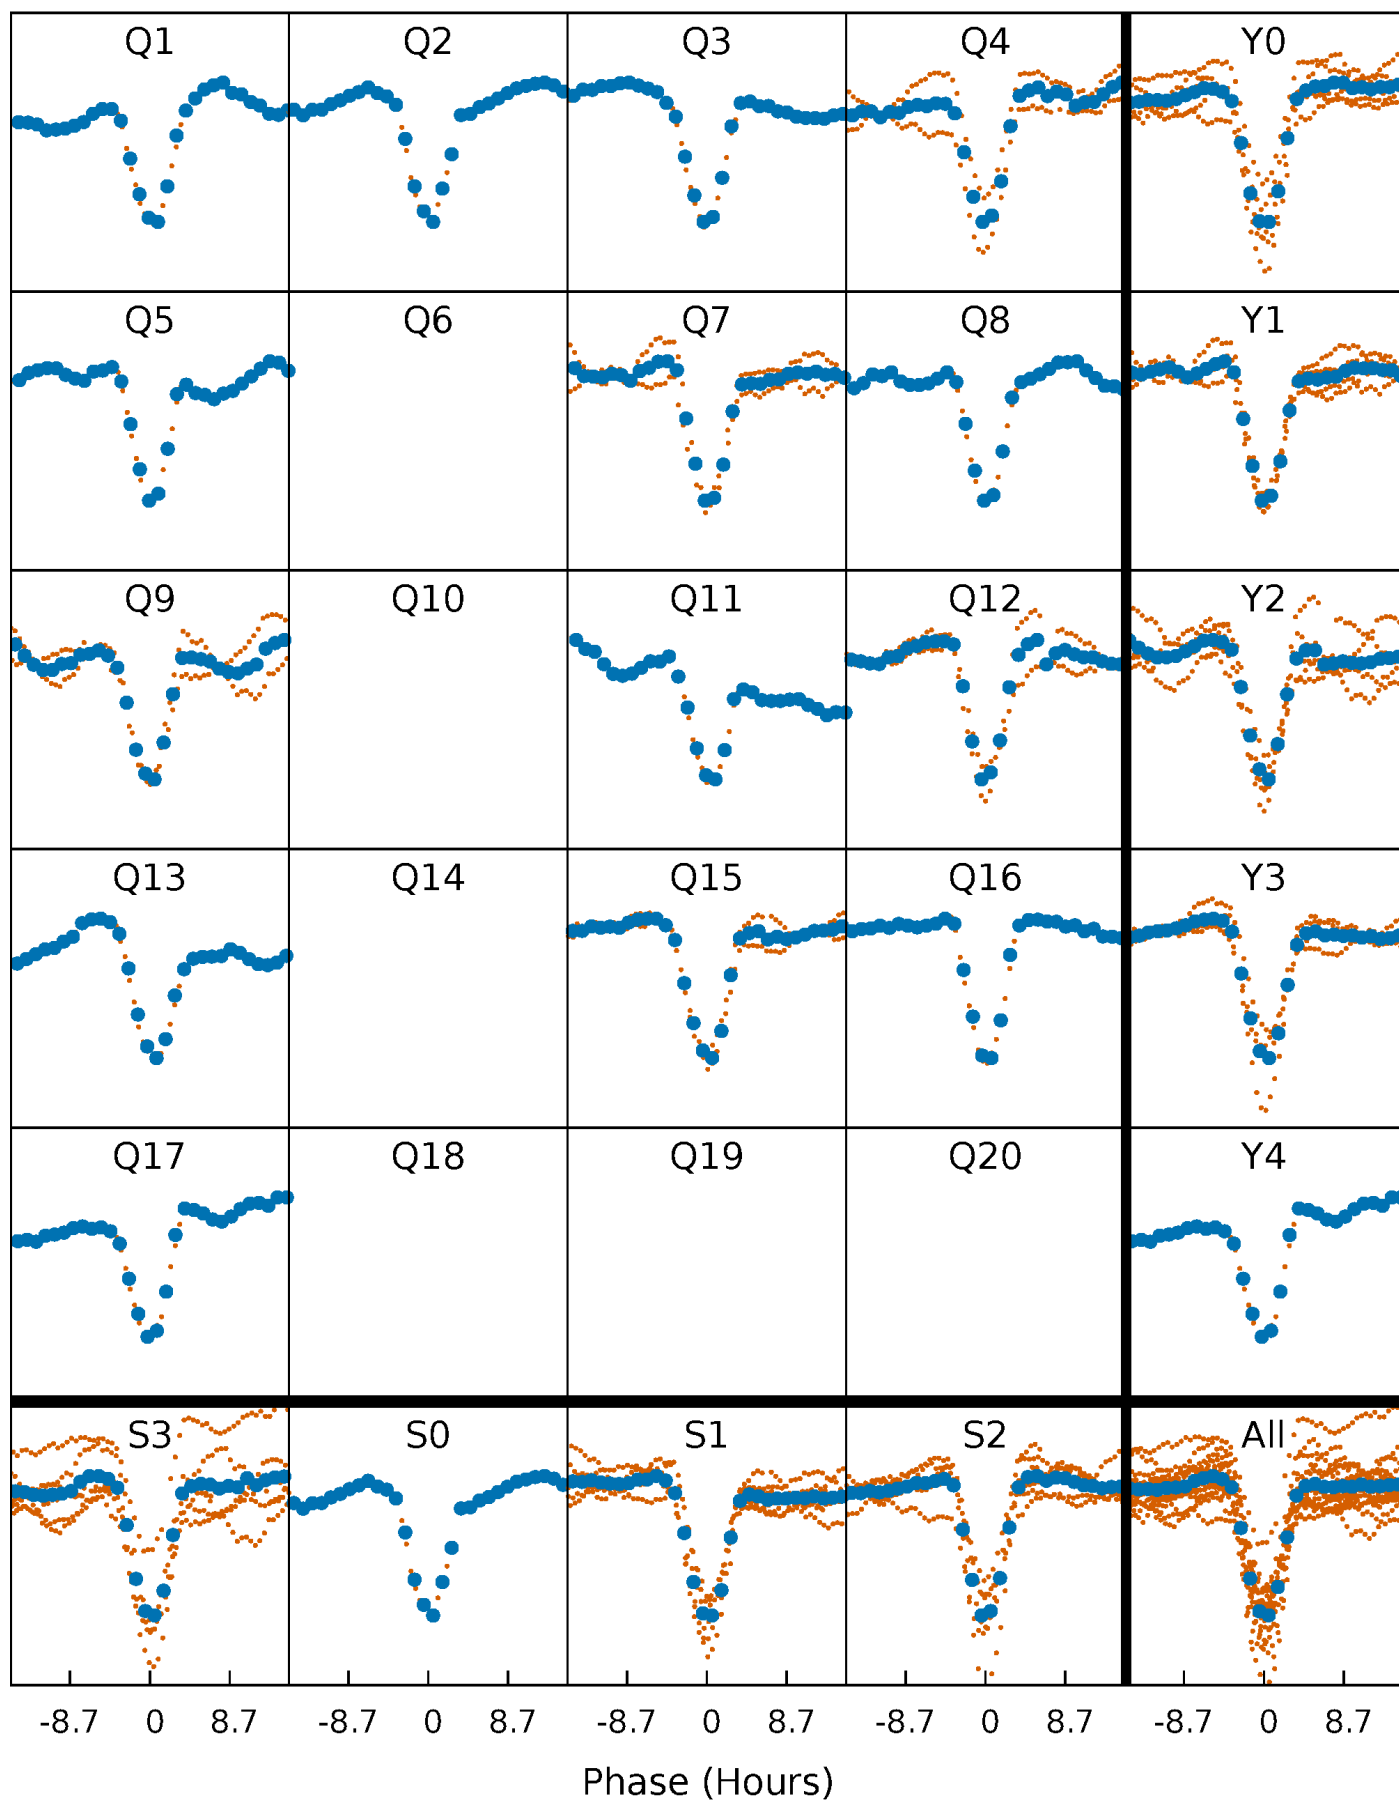 Q1 Q2 Q3 Q4 Y0
Q5 Q6 Q7 Q8 Y1
Q9 Q10 Q11 Q12 Y2
Q13 Q14 Q15 Q16 Y3
Q17 Q18 Q19 Q20 Y4
S3 S0 S1 S2 All
-8.7 0 8.7 -8.7 0 8.7 -8.7 0 8.7 -8.7 0 8.7 -8.7 0 8.7
Phase (Hours)